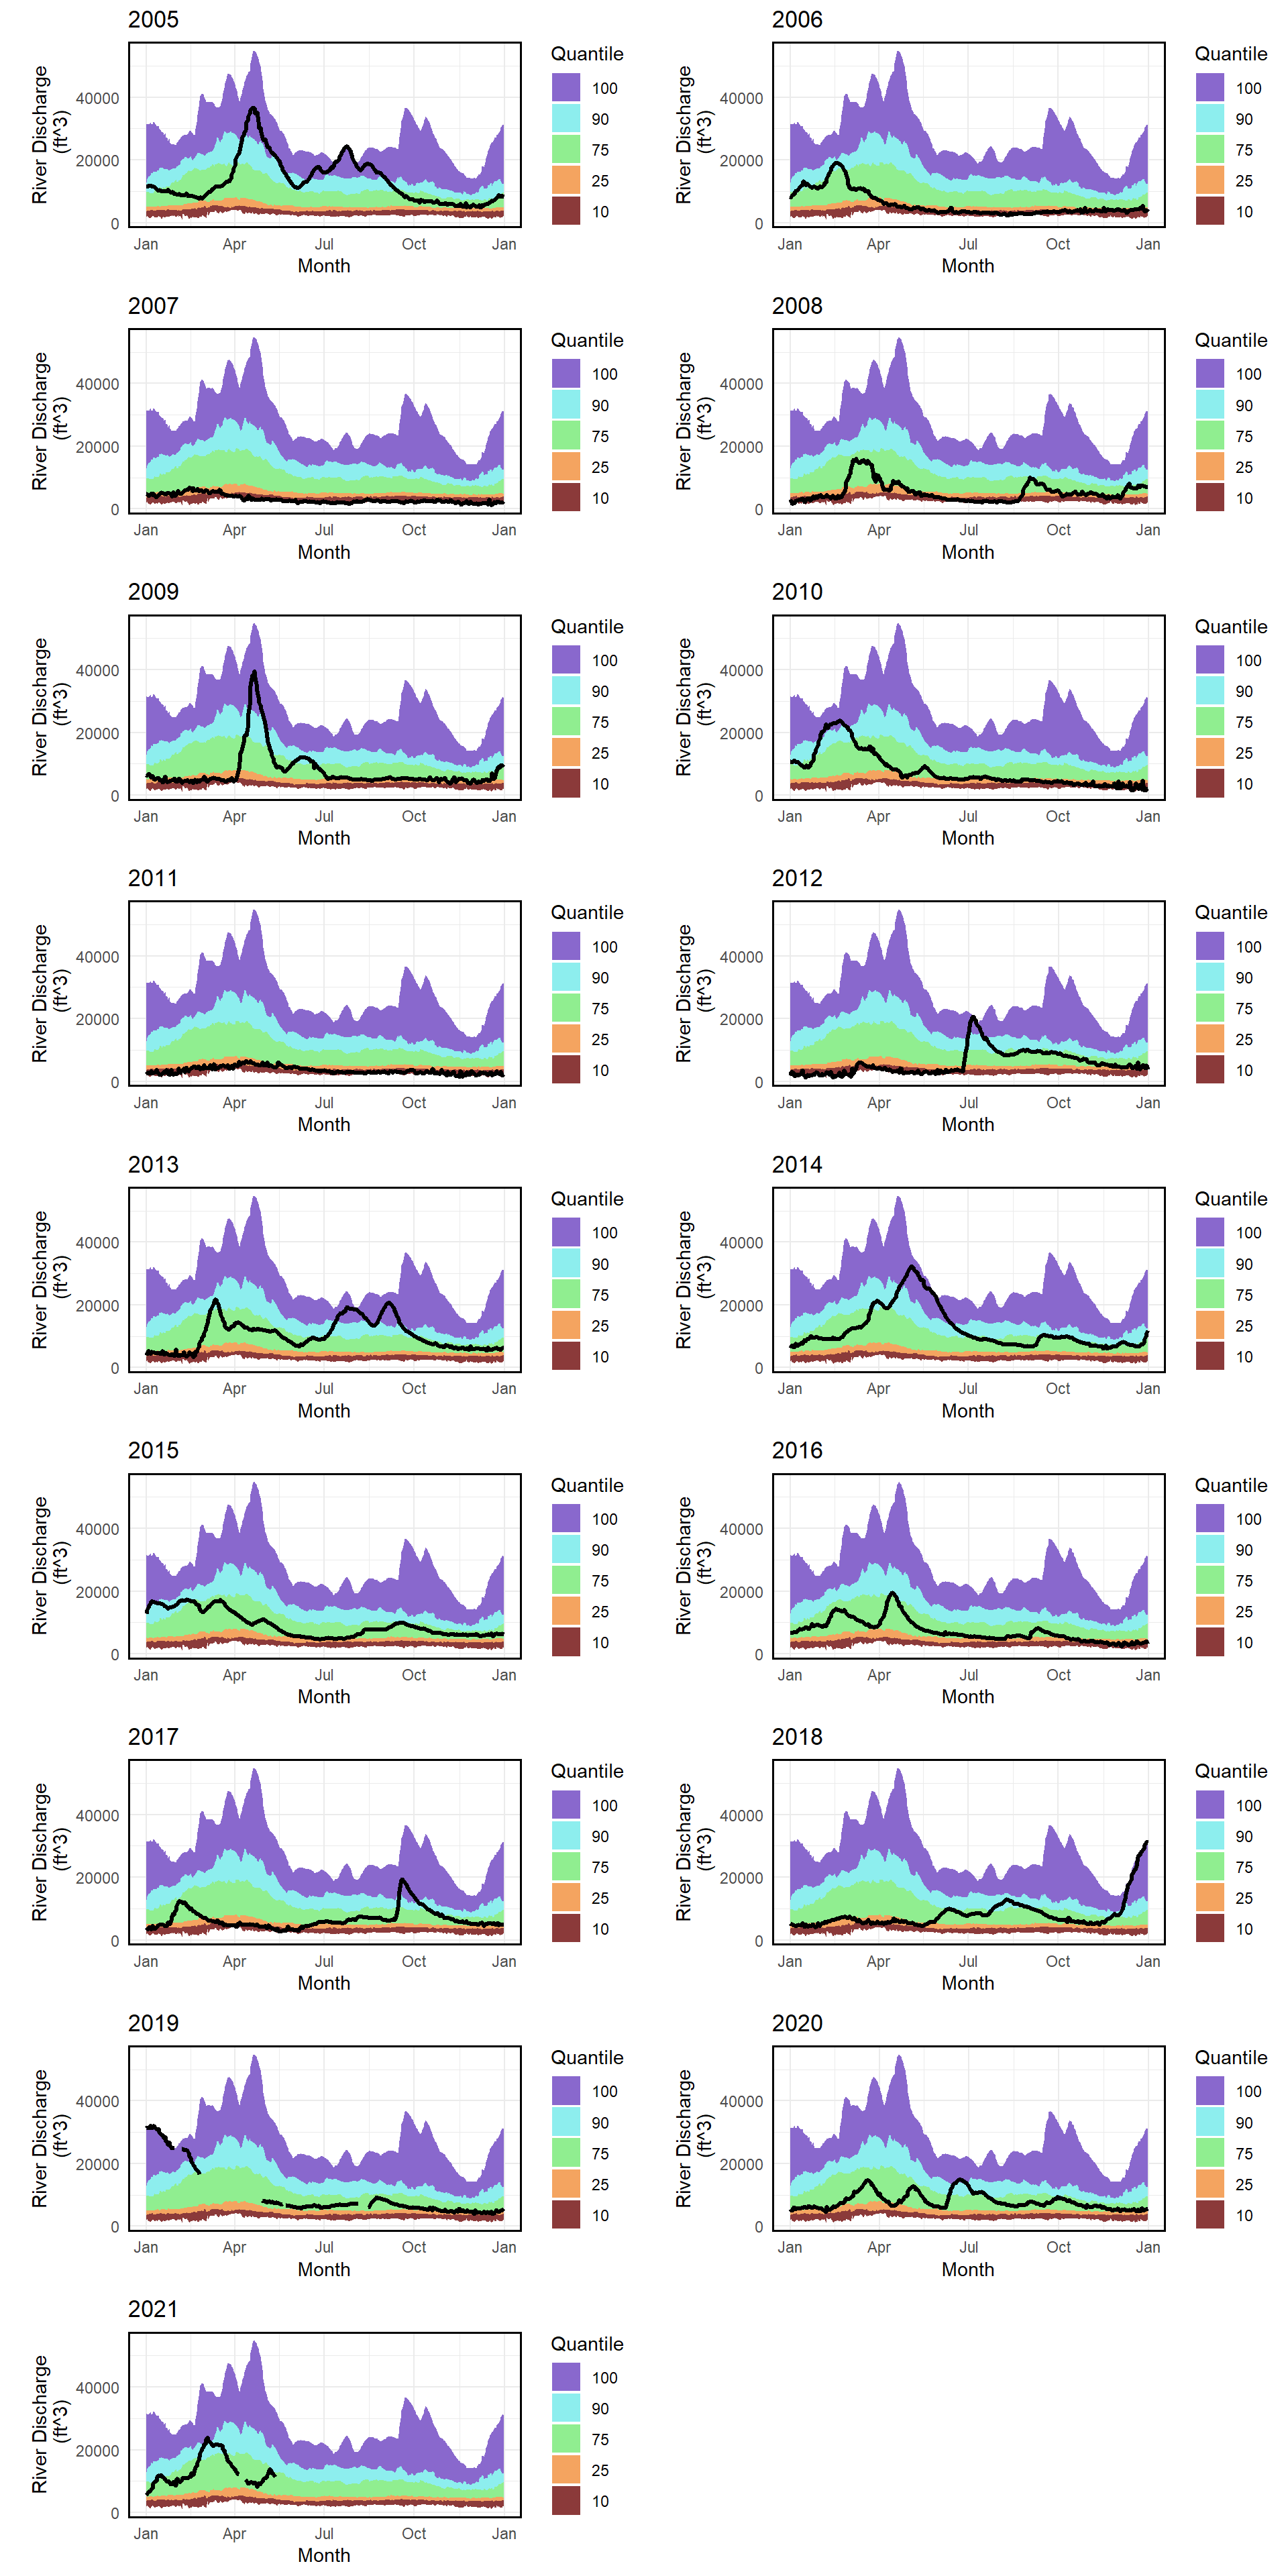 2005
River Discharge
(ft^3)
40000
20000
0
Jan Apr Jul Oct Jan
Month
Quantile
100
90
75
25
10
2006
River Discharge
(ft^3)
40000
20000
0
Jan Apr Jul Oct Jan
Month
Quantile
100
90
75
25
10
2007
River Discharge
(ft^3)
40000
20000
0
Jan Apr Jul Oct Jan
Month
Quantile
100
90
75
25
10
2008
River Discharge
(ft^3)
40000
20000
0
Jan Apr Jul Oct Jan
Month
Quantile
100
90
75
25
10
2009
River Discharge
(ft^3)
40000
20000
0
Jan Apr Jul Oct Jan
Month
Quantile
100
90
75
25
10
2010
River Discharge
(ft^3)
40000
20000
0
Jan Apr Jul Oct Jan
Month
Quantile
100
90
75
25
10
2011
River Discharge
(ft^3)
40000
20000
0
Jan Apr Jul Oct Jan
Month
Quantile
100
90
75
25
10
2012
River Discharge
(ft^3)
40000
20000
0
Jan Apr Jul Oct Jan
Month
Quantile
100
90
75
25
10
2013
River Discharge
(ft^3)
40000
20000
0
Jan Apr Jul Oct Jan
Month
Quantile
100
90
75
25
10
2014
River Discharge
(ft^3)
40000
20000
0
Jan Apr Jul Oct Jan
Month
Quantile
100
90
75
25
10
2015
River Discharge
(ft^3)
40000
20000
0
Jan Apr Jul Oct Jan
Month
Quantile
100
90
75
25
10
2016
River Discharge
(ft^3)
40000
20000
0
Jan Apr Jul Oct Jan
Month
Quantile
100
90
75
25
10
2017
River Discharge
(ft^3)
40000
20000
0
Jan Apr Jul Oct Jan
Month
Quantile
100
90
75
25
10
2018
River Discharge
(ft^3)
40000
20000
0
Jan Apr Jul Oct Jan
Month
Quantile
100
90
75
25
10
2019
River Discharge
(ft^3)
40000
20000
0
Jan Apr Jul Oct Jan
Month
Quantile
100
90
75
25
10
2020
River Discharge
(ft^3)
40000
20000
0
Jan Apr Jul Oct Jan
Month
Quantile
100
90
75
25
10
2021
River Discharge
(ft^3)
40000
20000
0
Jan Apr Jul Oct Jan
Month
Quantile
100
90
75
25
10